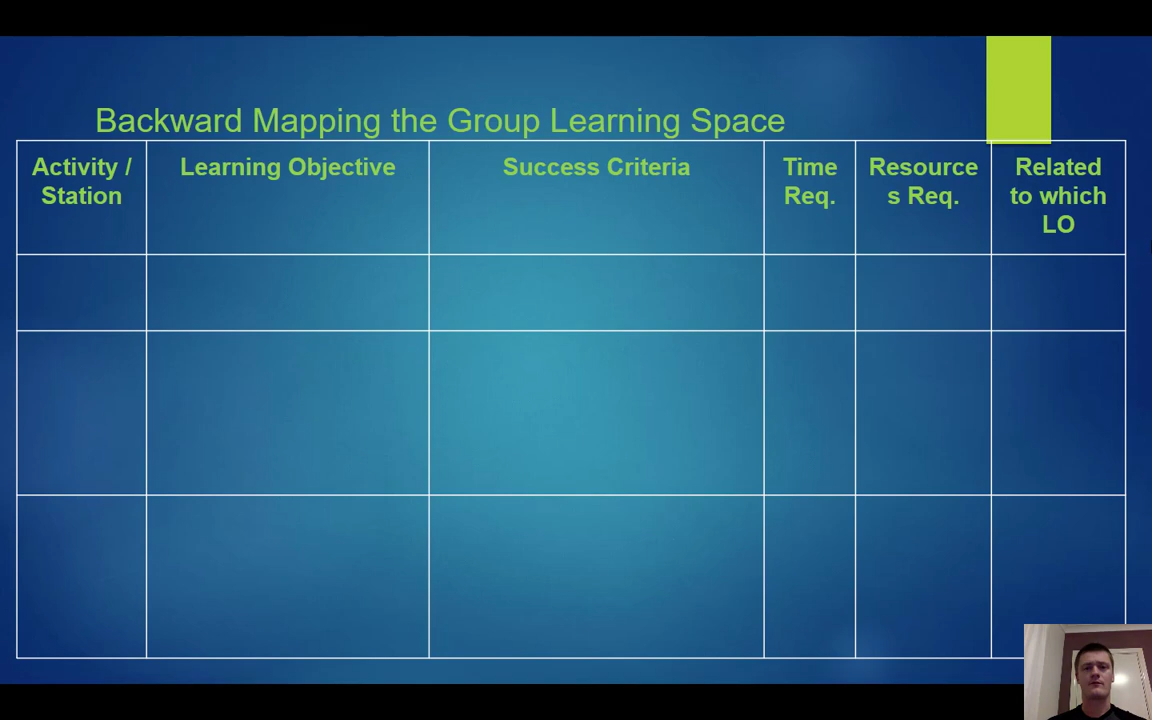 Backward Mapping the Group Learning Space
Activity /
Station
Learning Objective
Success Criteria
Time
Req.
Resource
s Req.
Related
to which
LO